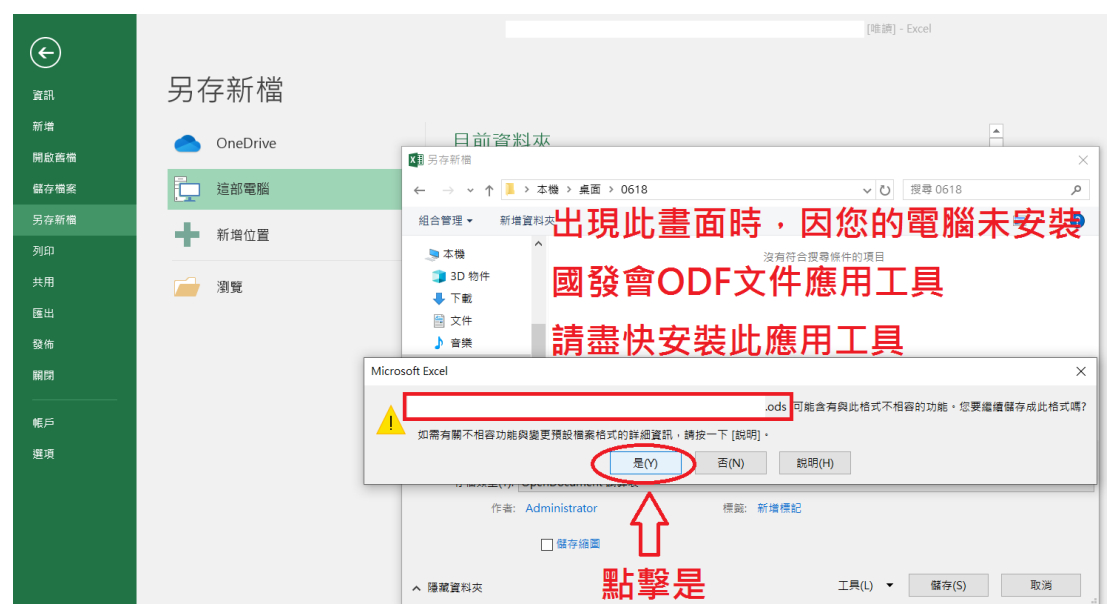 [唯讀] - Excel
資訊
新增
開啟舊檔
儲存檔案
另存新檔
列印
共用
匯出
發佈
關閉
帳戶
選項
另存新檔
OneDrive
這部電腦
新增位置
瀏覽
目前資料夾
另存新檔
本機 › 桌面 › 0618
搜尋 0618
組合管理 新增資料夾
出現此畫面時，因您的電腦未安裝
國發會ODF文件應用工具
請盡快安裝此應用工具
沒有符合搜尋條件的項目
本機
3D 物件
下載
文件
音樂
Microsoft Excel
.ods 可能含有與此格式不相容的功能。您要繼續儲存成此格式嗎?
如需有關不相容功能與變更預設檔案格式的詳細資訊，請按一下 [說明]。
是(Y) 否(N) 說明(H)
作者: Administrator 標籤: 新增標記
儲存縮圖
點擊是
隱藏資料夾 工具(L) 儲存(S) 取消